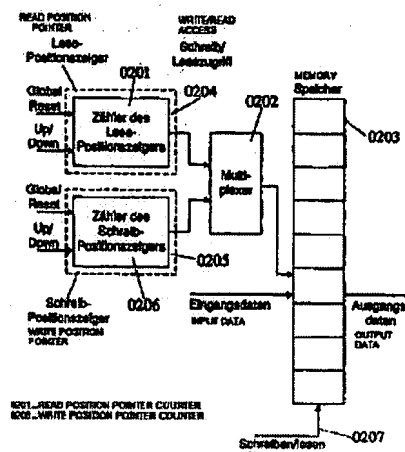 READ POSITION
POINTER
Lese-
Positionszeiger
WRITE/READ
ACCESS
Schreib/
Lesezugriff
0201
0204
0202
MEMORY
Speicher
0203
Global
Reset
Up/
Down
Zähler des
Lese-
Positionszeigers
Multi-
plexer
Global
Reset
Up/
Down
Zähler des
Schreib-
Positionszeigers
0205
0206
Schreib-
Positionszeiger
WRITE POSITION
POINTER
Eingangsdaten
INPUT DATA
Ausgangs
daten
OUTPUT
DATA
0201...READ POSITION POINTER COUNTER
0206...WRITE POSITION POINTER COUNTER
Schreiben/lesen
0207